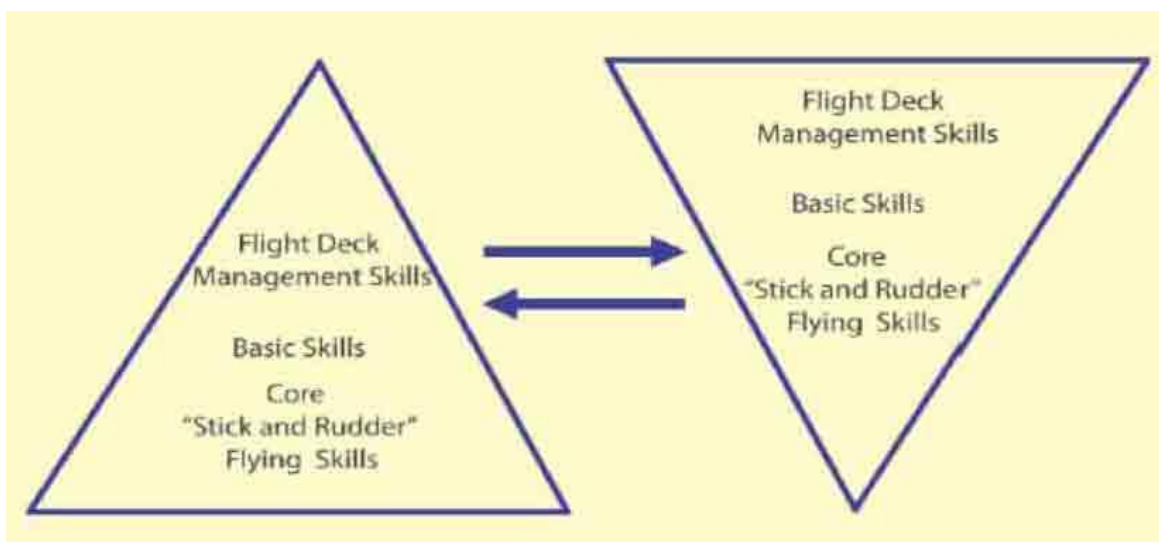 Flight Deck
Management Skills
Basic Skills
Core
"Stick and Rudder"
Flying Skills
Flight Deck
Management Skills
Basic Skills
Core
"Stick and Rudder"
Flying Skills